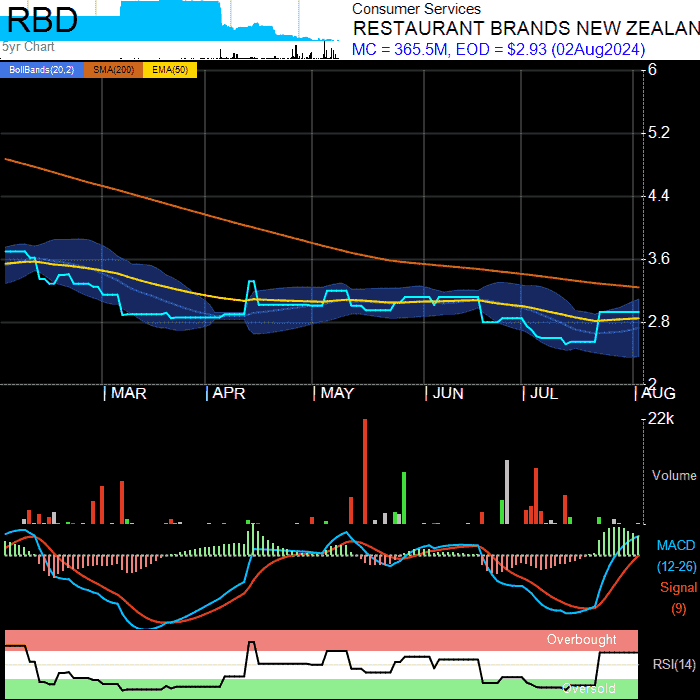 RBD
5yr Chart
Consumer Services
RESTAURANT BRANDS NEW ZEALAN
MC = 365.5M, EOD = $2.93 (02Aug2024)
BollBands(20,2) SMA(200) EMA(50)
6
5.2
4.4
3.6
2.8
2
MAR APR MAY JUN JUL AUG
22k
Volume
MACD
(12-26)
Signal
(9)
Overbought
RSI(14)
Oversold